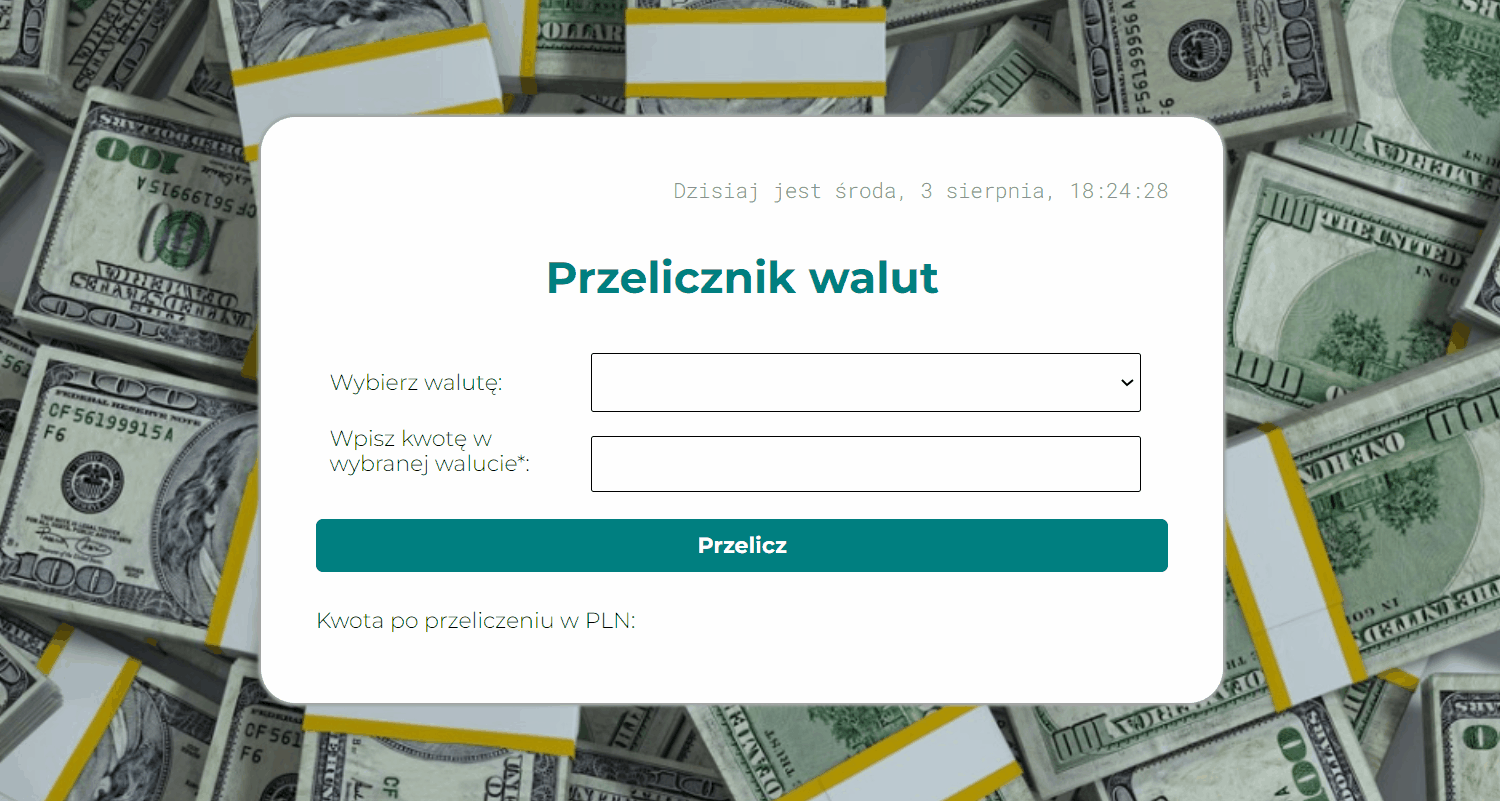 Dzisiaj jest środa, 3 sierpnia, 18:24:28
Przelicznik walut
Wybierz walutę:
Wpisz kwotę w
wybranej walucie*:
Przelicz
Kwota po przeliczeniu w PLN: